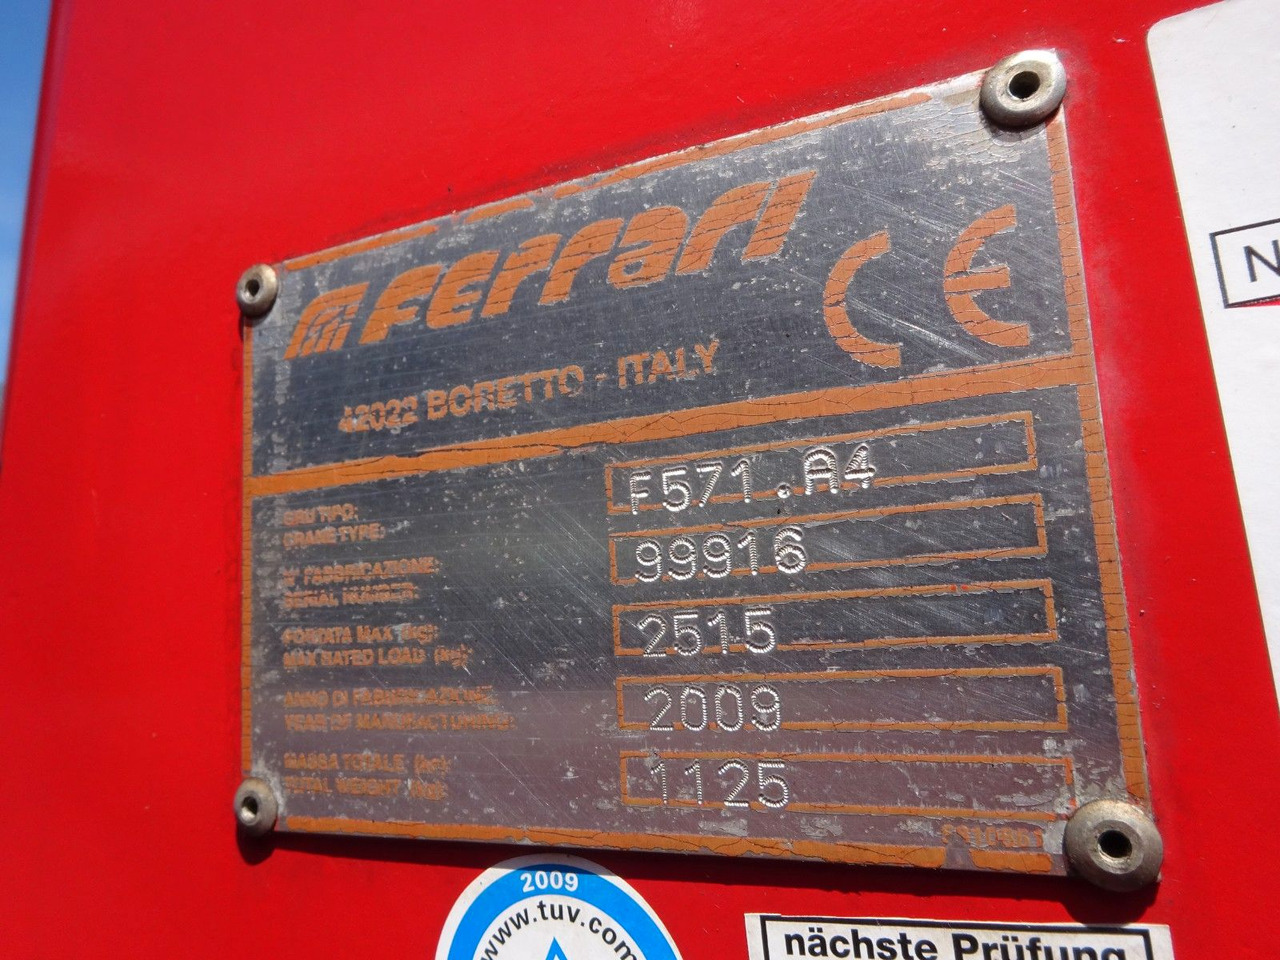 Ferrari
CE
42022 BORETTO - ITALY
GRU TIPO: 
CRANE TYPE: F571.A4
N° FABBRICAZIONE:
SERIAL NUMBER: 99916
PORTATA MAX (kg):
MAX RATED LOAD (kg): 2515
ANNO DI FABBRICAZIONE
YEAR OF MANUFACTURING: 2009
MASSA TOTALE (kg):
TOTAL WEIGHT (kg): 1125
N
2009
www.tuv.com
nächste Prüfung